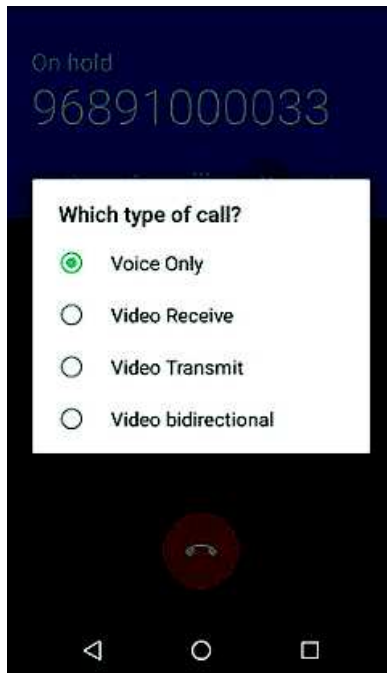 On hold
96891000033
Which type of call?
Voice Only
Video Receive
Video Transmit
Video bidirectional